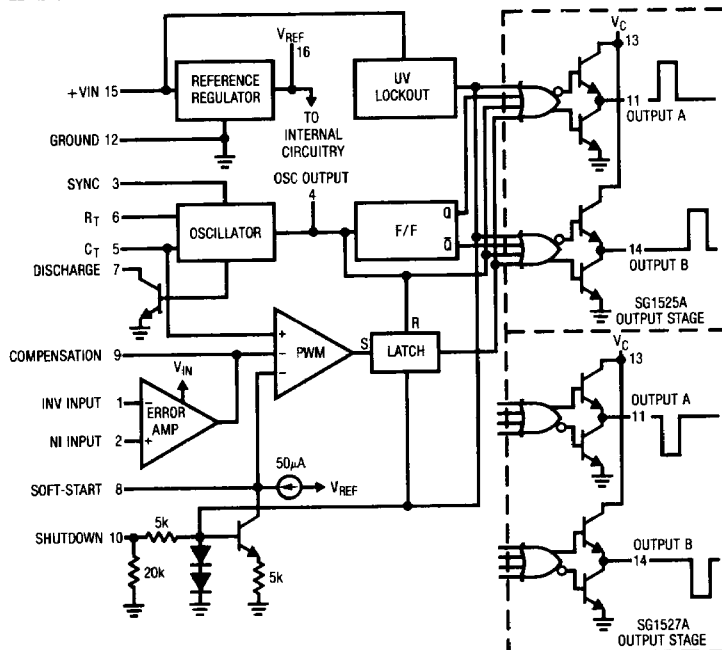 VREF
16
VC
13
+VIN 15
REFERENCE
REGULATOR
UV
LOCKOUT
11
OUTPUT A
TO
INTERNAL
CIRCUITRY
GROUND 12
OSC OUTPUT
4
SYNC 3
RT 6
OSCILLATOR
F/F
Q
Q̅
CT 5
DISCHARGE 7
14
OUTPUT B
SG1525A
OUTPUT STAGE
R
+
−
−
PWM
S
LATCH
COMPENSATION 9
VIN
INV INPUT 1
−
ERROR
AMP
NI INPUT 2
+
VC
13
OUTPUT A
11
50µA
SOFT-START 8
VREF
5k
SHUTDOWN 10
20k
5k
OUTPUT B
14
SG1527A
OUTPUT STAGE